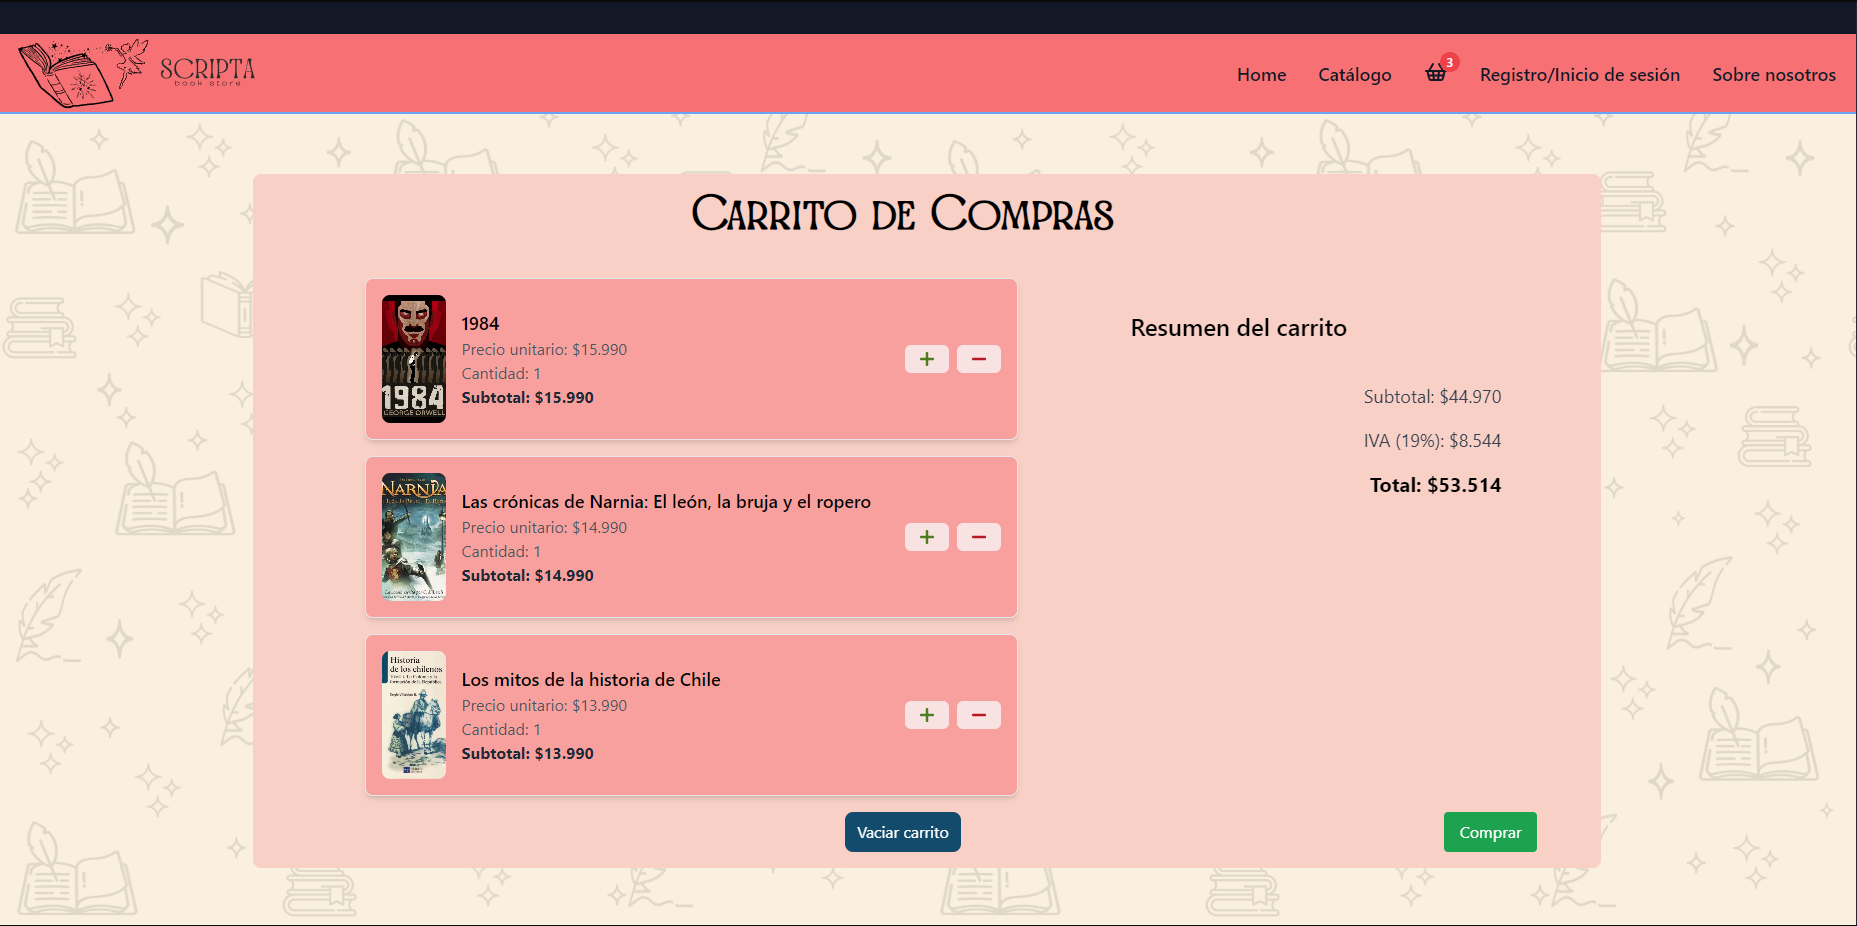 SCRIPTA
book store
Home
Catálogo
3
Registro/Inicio de sesión
Sobre nosotros
Carrito de Compras
1984
GEORGE ORWELL
1984
Precio unitario: $15.990
Cantidad: 1
Subtotal: $15.990
NARNIA
Las crónicas de Narnia: El león, la bruja y el ropero
Precio unitario: $14.990
Cantidad: 1
Subtotal: $14.990
Historia
de los chilenos
Los mitos de la historia de Chile
Precio unitario: $13.990
Cantidad: 1
Subtotal: $13.990
Vaciar carrito
Resumen del carrito
Subtotal: $44.970
IVA (19%): $8.544
Total: $53.514
Comprar